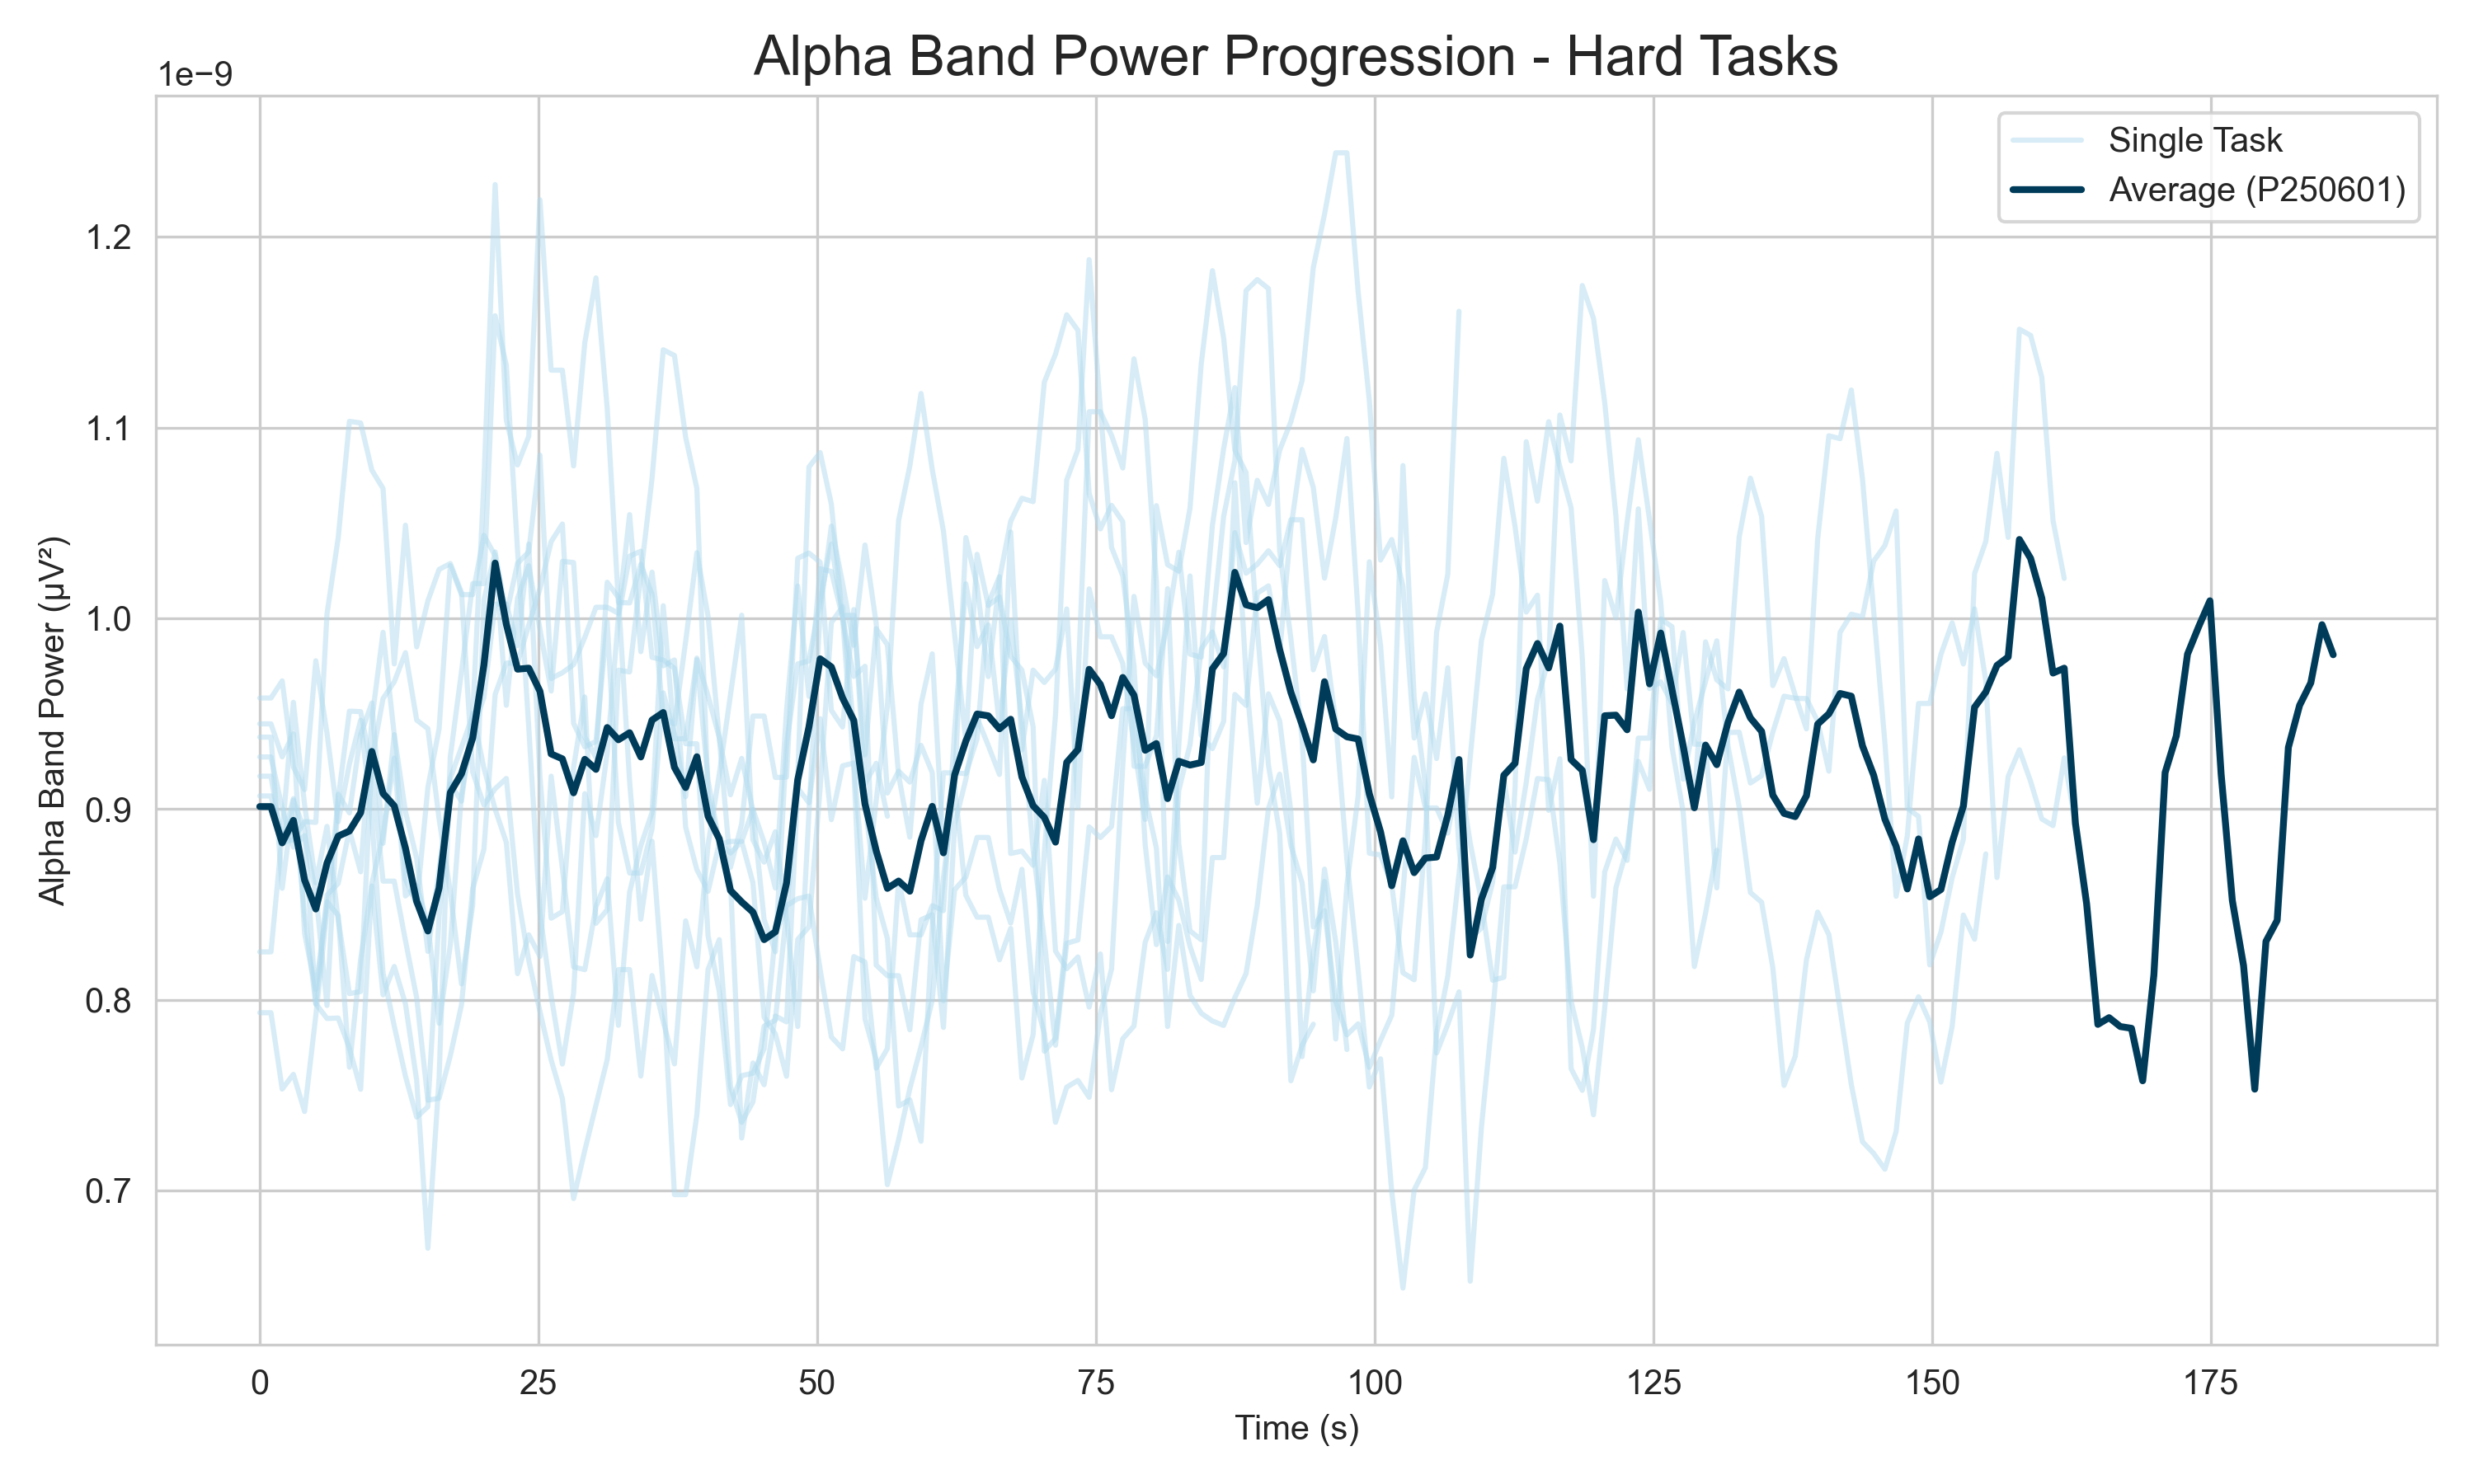 Alpha Band Power Progression - Hard Tasks
1e−9
Single Task
Average (P250601)
Alpha Band Power (μV²)
1.2
1.1
1.0
0.9
0.8
0.7
0
25
50
75
100
125
150
175
Time (s)